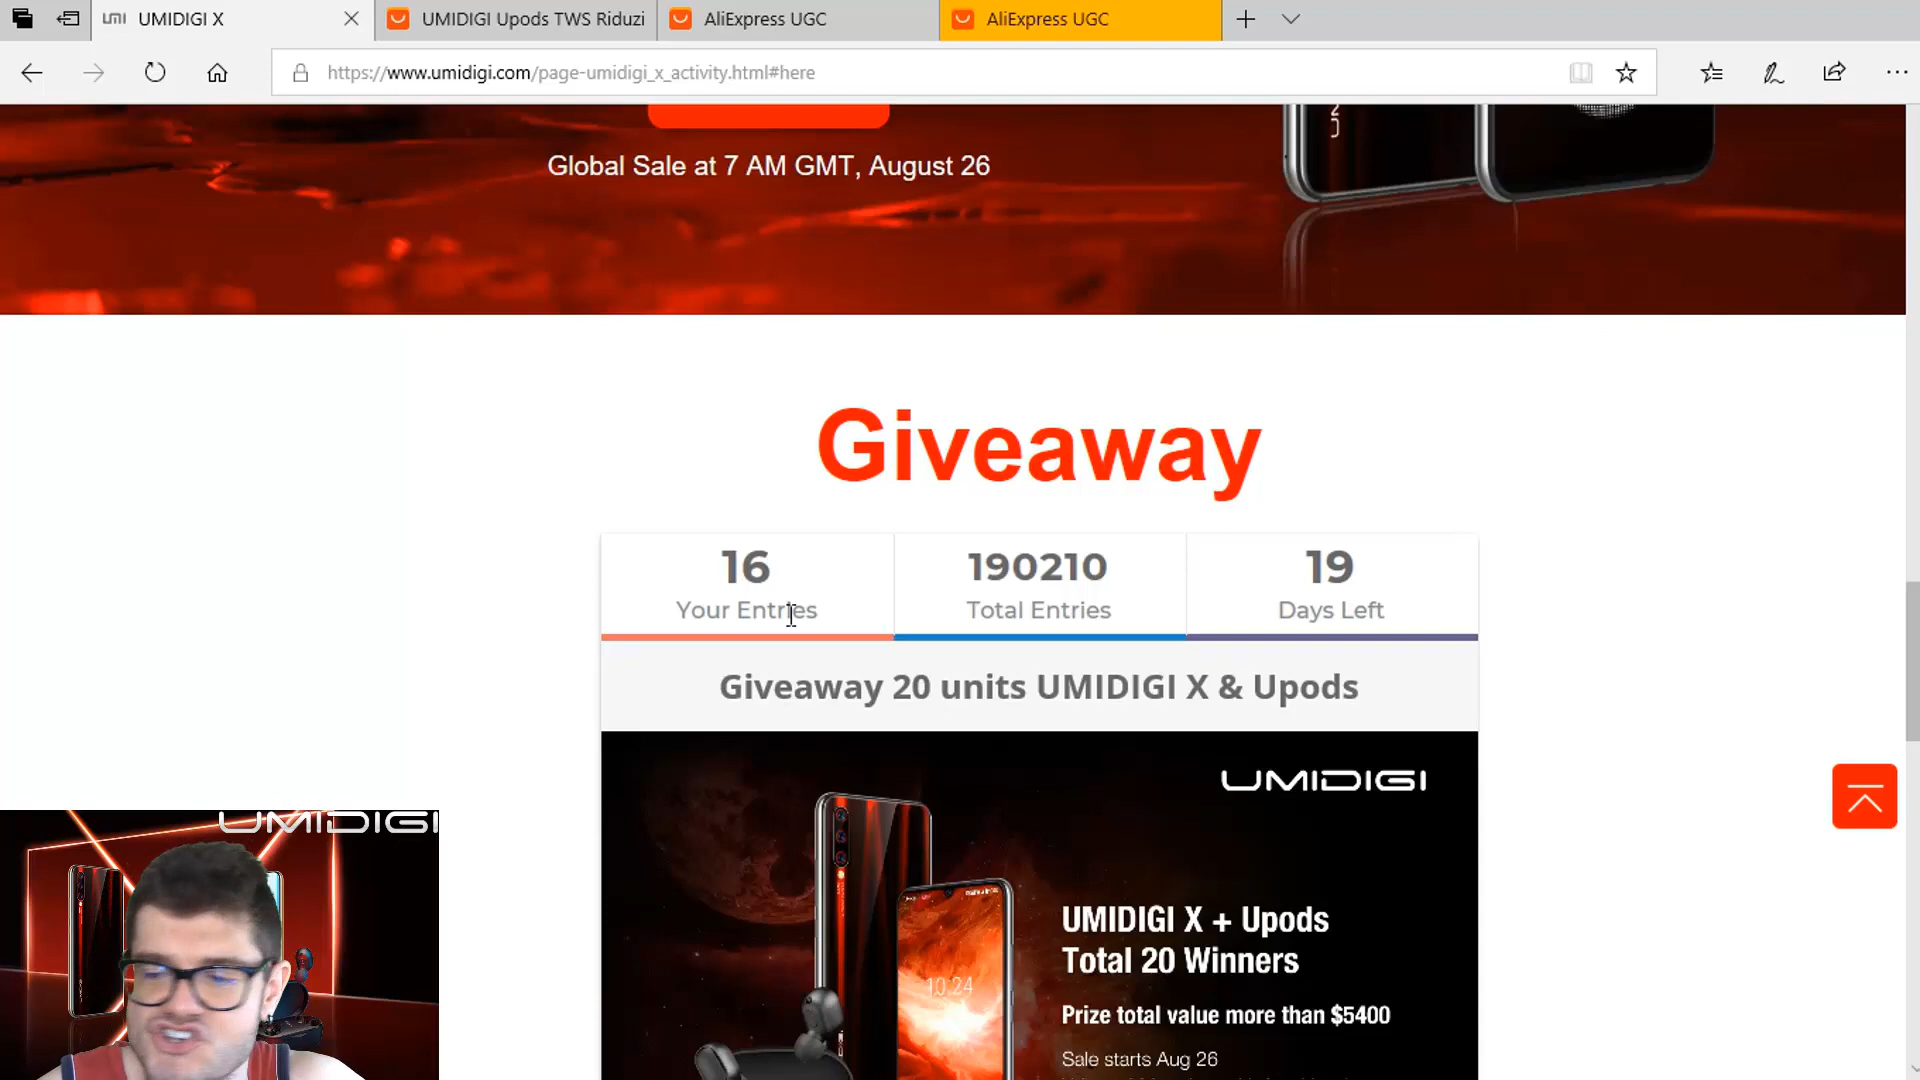 UMIDIGI X
UMIDIGI Upods TWS Riduzi
AliExpress UGC
AliExpress UGC
https://www.umidigi.com/page-umidigi_x_activity.html#here
Global Sale at 7 AM GMT, August 26
Giveaway
16
Your Entries
190210
Total Entries
19
Days Left
Giveaway 20 units UMIDIGI X & Upods
UMIDIGI
UMIDIGI X + Upods
Total 20 Winners
Prize total value more than $5400
10:24
Sale starts Aug 26
UMIDIGI